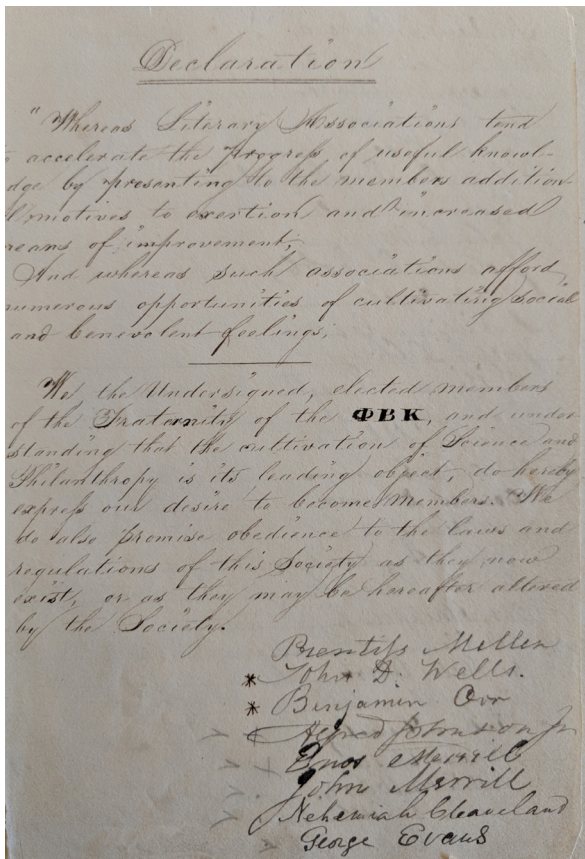 Declaration
"Whereas Literary Associations tend
accelerate the Progress of useful knowl-
dge by presenting to the members addition
l motives to exertion and increased
means of improvement;
And whereas such associations afford
numerous opportunities of cultivating social
and benevolent feelings;
We the Undersigned, elected members
of the Fraternity of the ΦΒΚ, and under
standing that the cultivation of Science and
Philanthropy is its leading object, do hereby
express our desire to become members. We
do also promise obedience to the laws and
regulations of this Society as they now
exist, or as they may be hereafter altered
by the Society.
Prentiss Mellen
* John D. Wells.
* Benjamin Orr
Alfred Johnson Jr
Enos Merrill
John Merrill
Nehemiah Cleaveland
George Evans